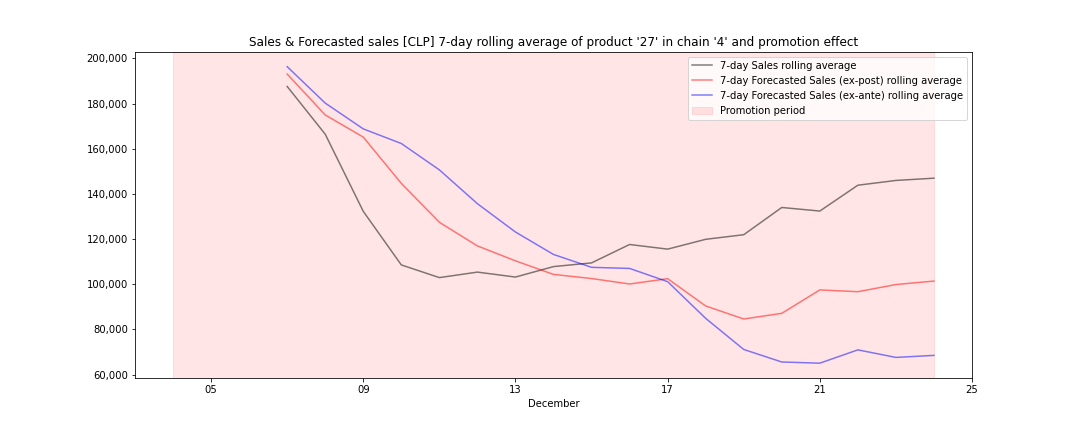 Sales & Forecasted sales [CLP] 7-day rolling average of product '27' in chain '4' and promotion effect
200,000
180,000
160,000
140,000
120,000
100,000
80,000
60,000
7-day Sales rolling average
7-day Forecasted Sales (ex-post) rolling average
7-day Forecasted Sales (ex-ante) rolling average
Promotion period
05 09 13 17 21 25
December